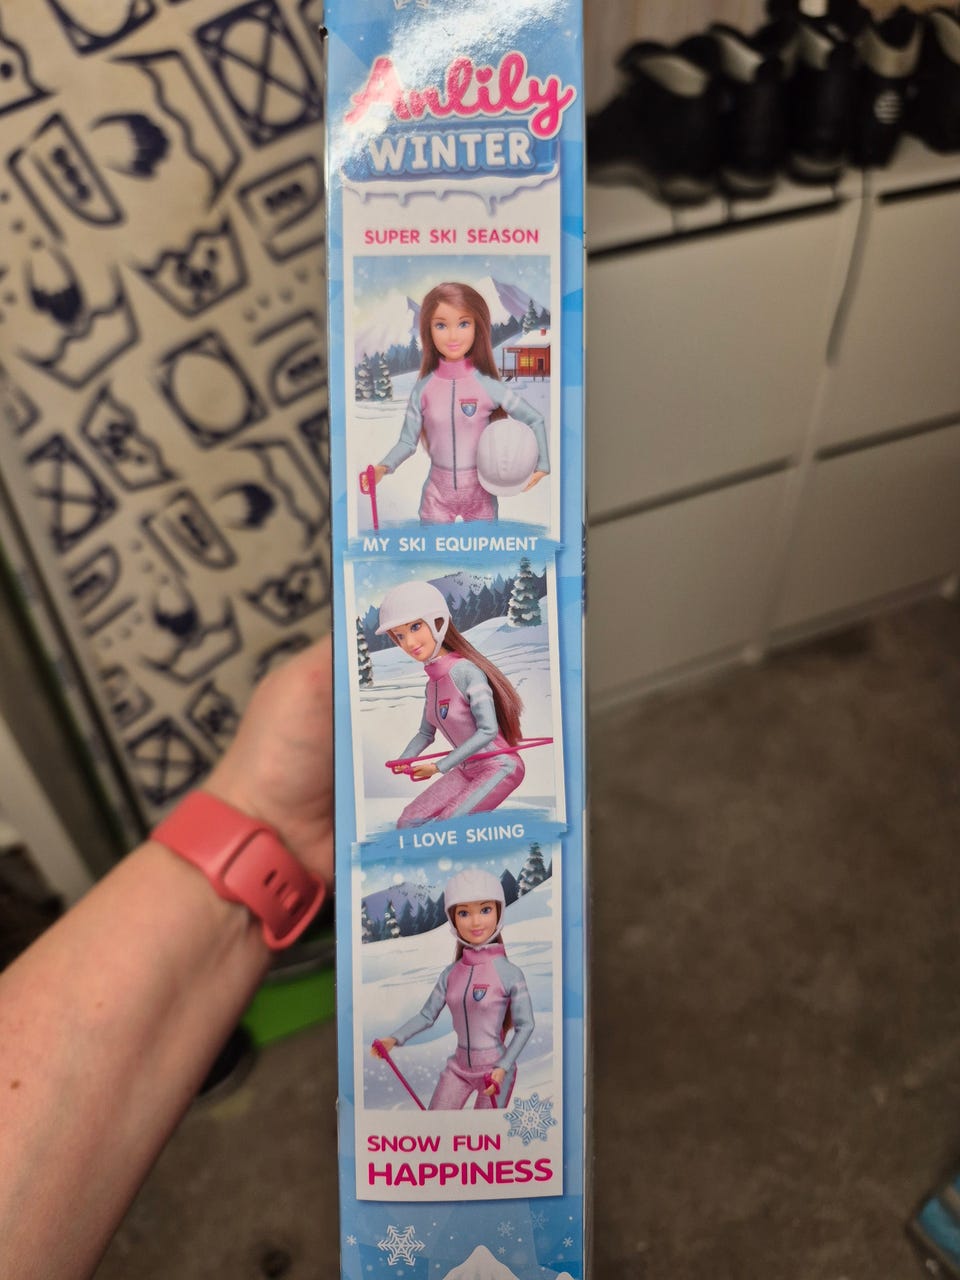 Anlily
WINTER
SUPER SKI SEASON
MY SKI EQUIPMENT
I LOVE SKIING
SNOW FUN
HAPPINESS